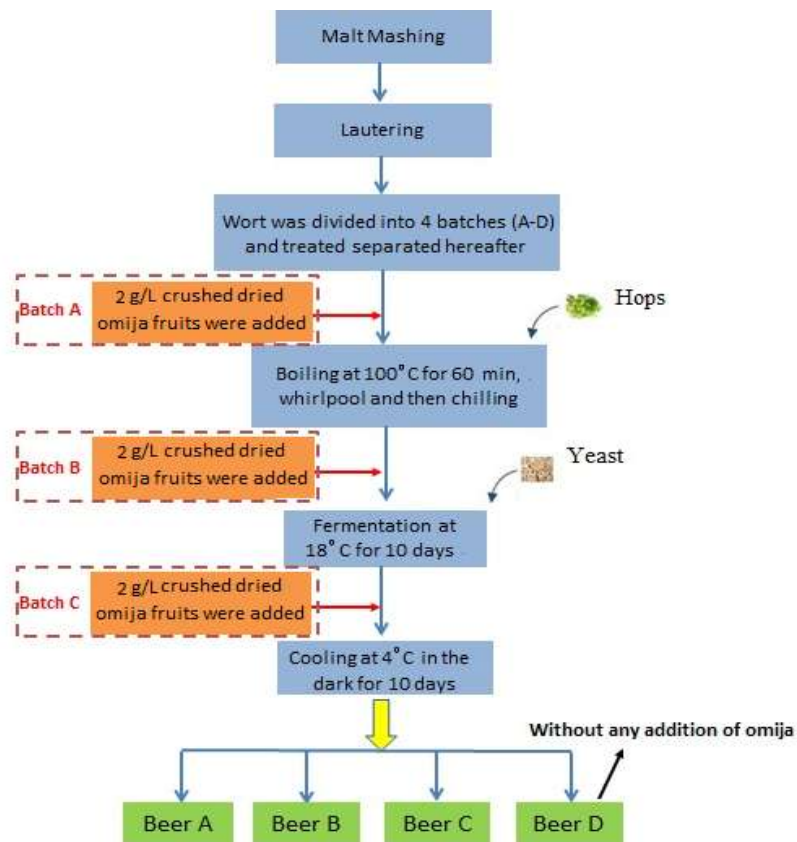 Malt Mashing
Lautering
Wort was divided into 4 batches (A-D)
and treated separated hereafter
Batch A
2 g/L crushed dried
omija fruits were added
Hops
Boiling at 100°C for 60 min,
whirlpool and then chilling
Batch B
2 g/L crushed dried
omija fruits were added
Yeast
Fermentation at
18°C for 10 days
Batch C
2 g/L crushed dried
omija fruits were added
Cooling at 4°C in the
dark for 10 days
Without any addition of omija
Beer A
Beer B
Beer C
Beer D